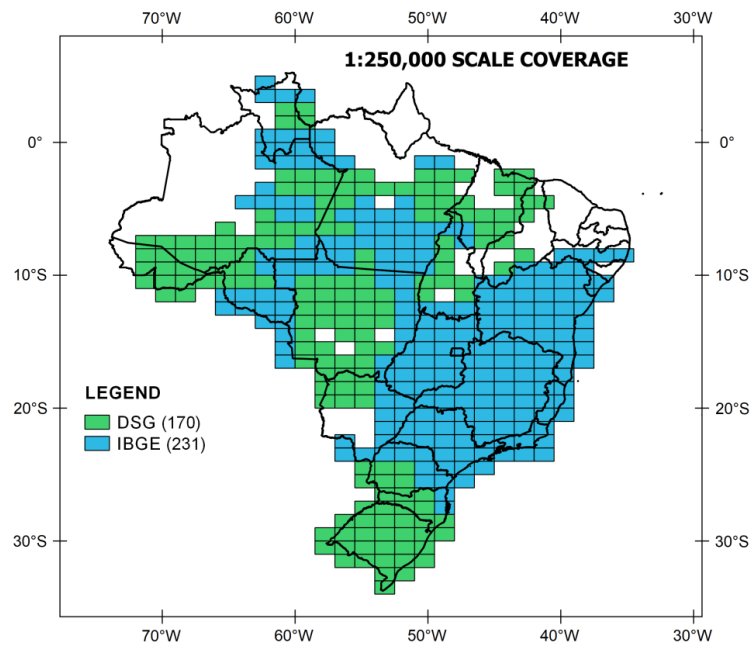 70°W 60°W 50°W 40°W 30°W
1:250,000 SCALE COVERAGE
0° 0°
10°S 10°S
LEGEND
DSG (170)
IBGE (231)
20°S 20°S
30°S 30°S
70°W 60°W 50°W 40°W 30°W